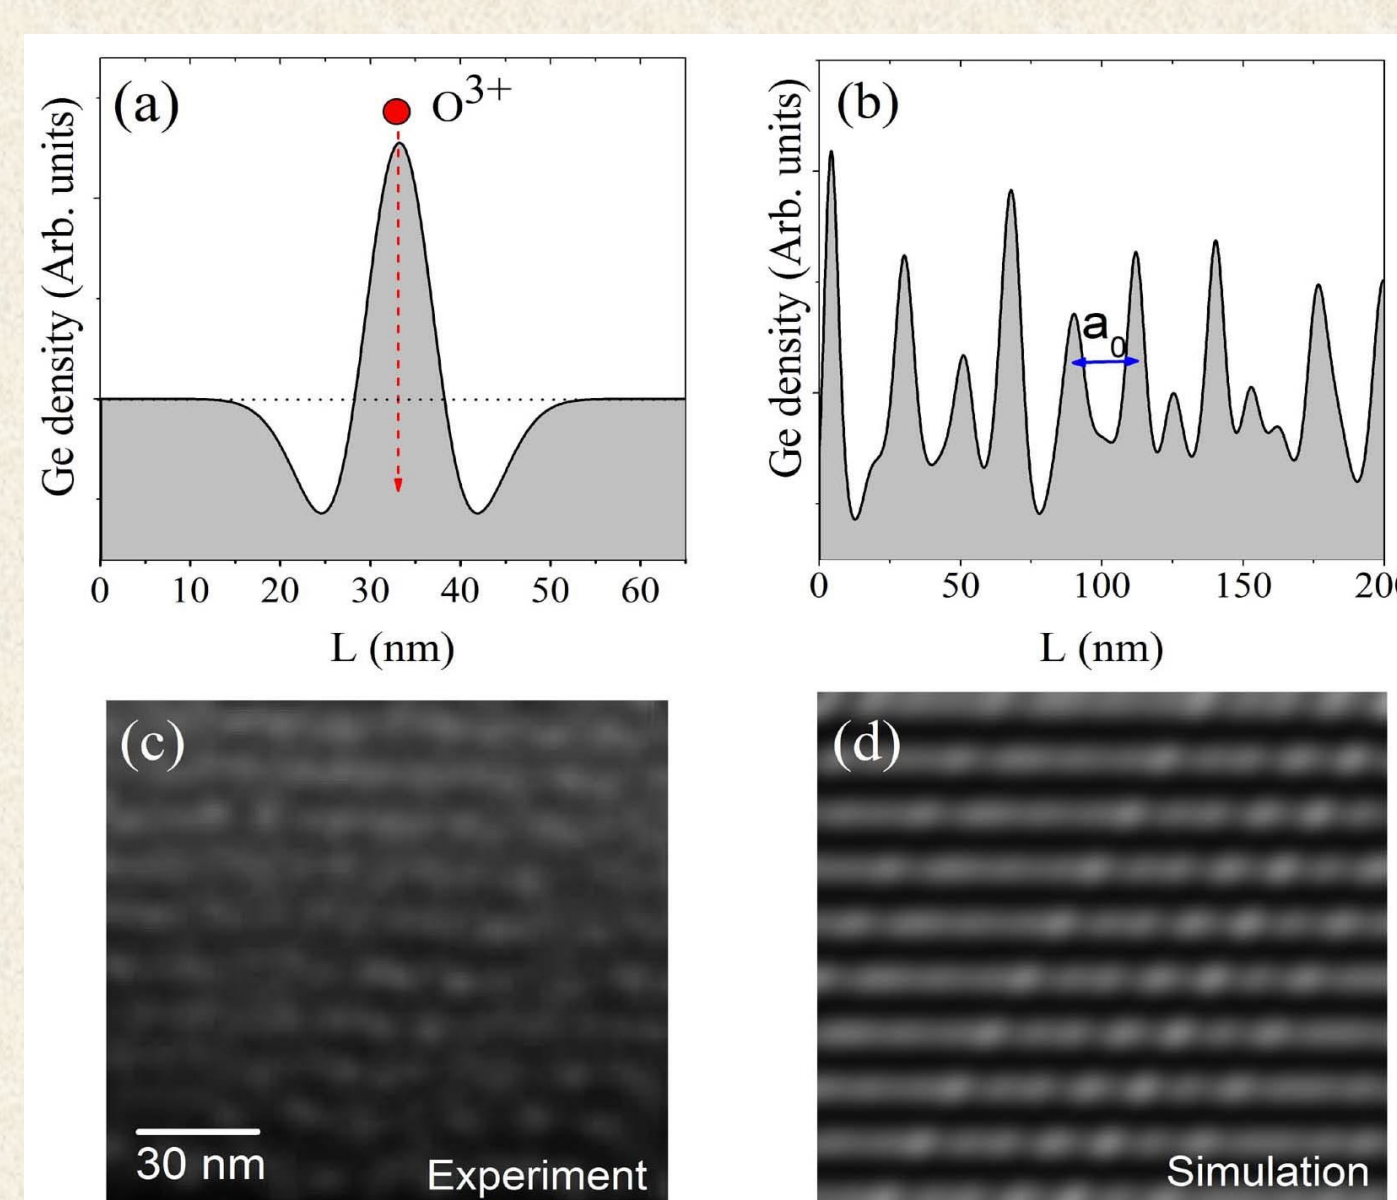 (a)
O³⁺
Ge density (Arb. units)
0 10 20 30 40 50 60
L (nm)
(b)
a₀
Ge density (Arb. units)
0 50 100 150
L (nm)
(c)
30 nm
Experiment
(d)
Simulation